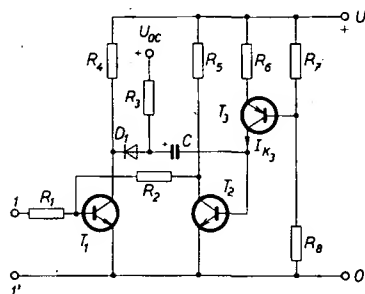 U
+
U_oc
+
R4
R5
R6
R7
R3
T3
D1
+ C
I_K3
R2
1
R1
T1
T2
R8
1'
0